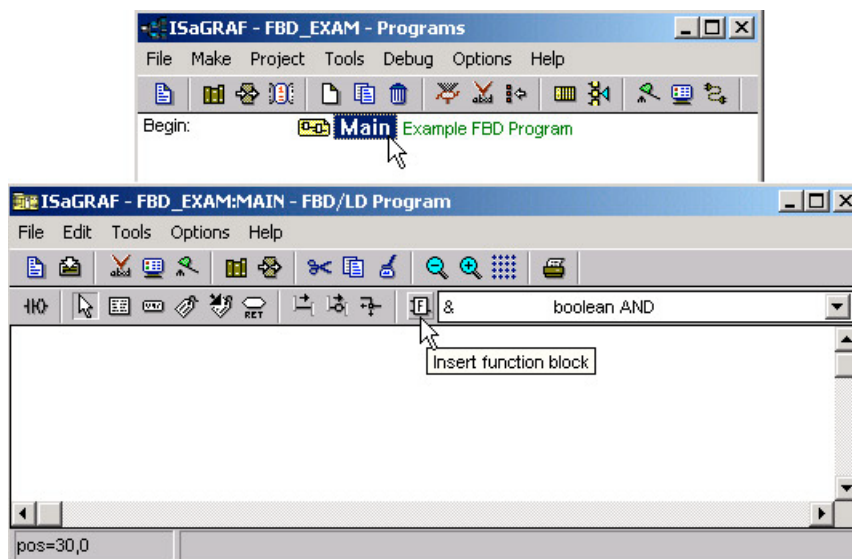 ISaGRAF - FBD_EXAM - Programs
File Make Project Tools Debug Options Help
Begin: Main Example FBD Program
ISaGRAF - FBD_EXAM:MAIN - FBD/LD Program
File Edit Tools Options Help
RET & boolean AND
Insert function block
pos=30,0